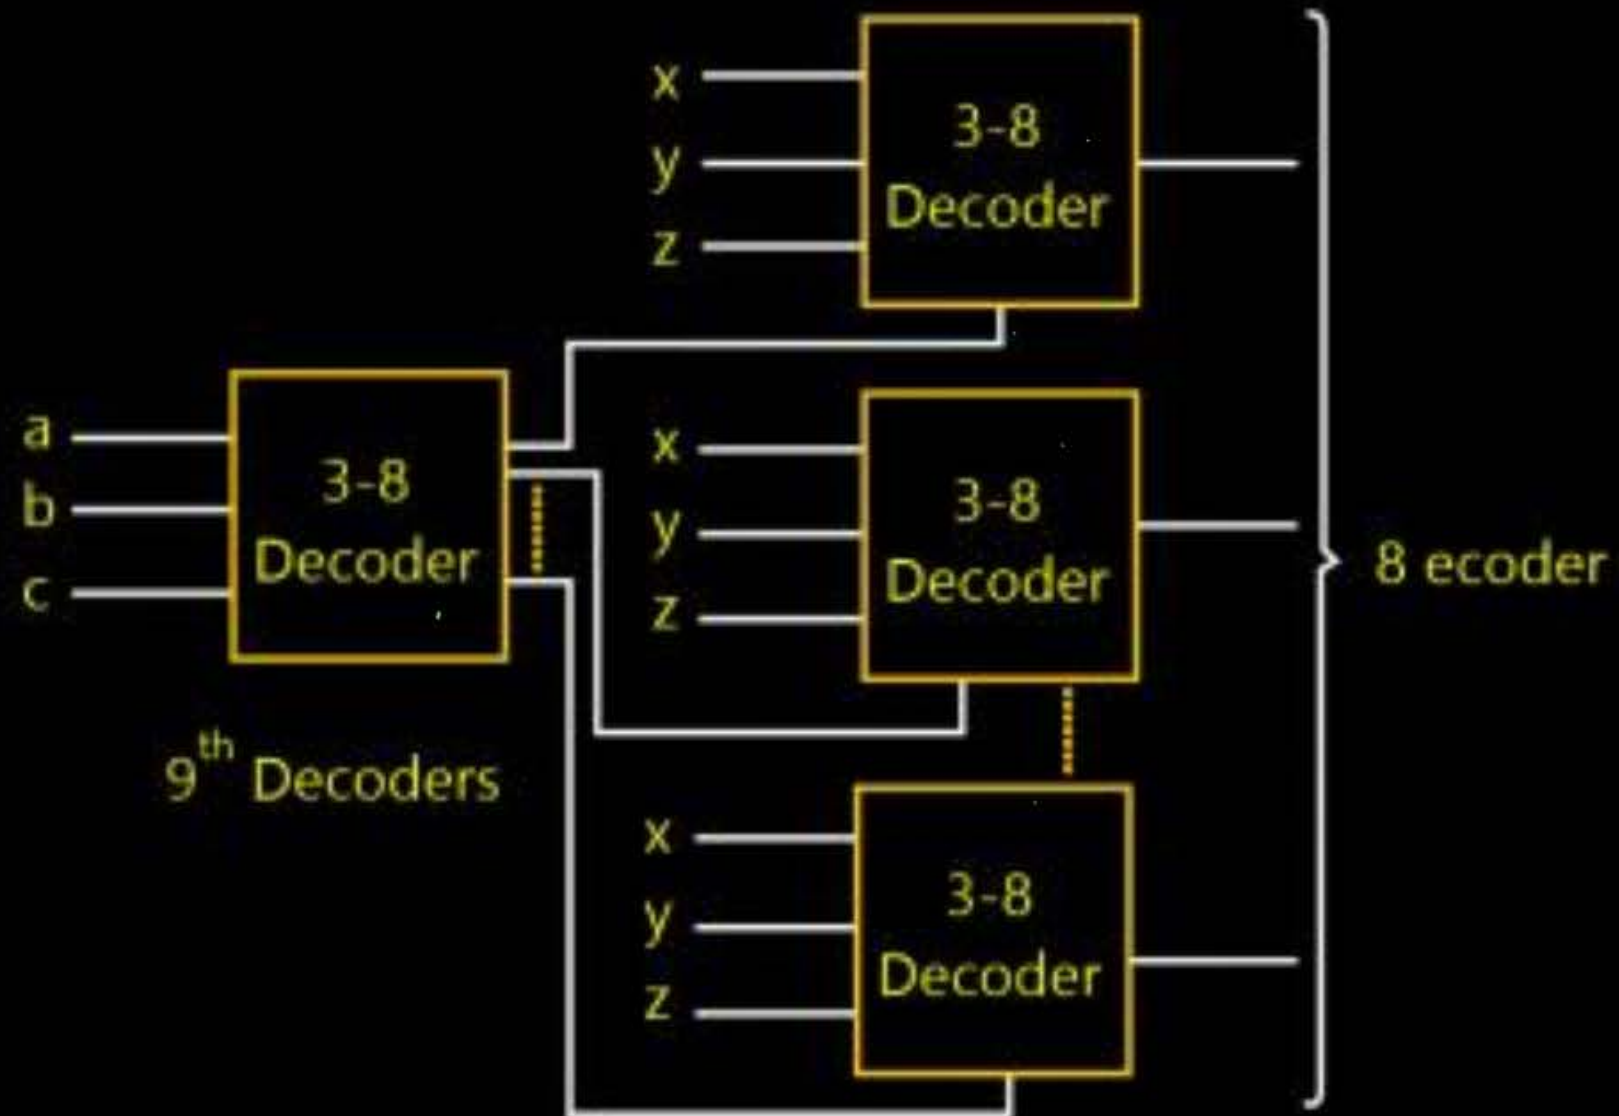 x
y
z
3-8
Decoder
a
b
c
3-8
Decoder
x
y
z
3-8
Decoder
8 ecoder
9th Decoders
x
y
z
3-8
Decoder